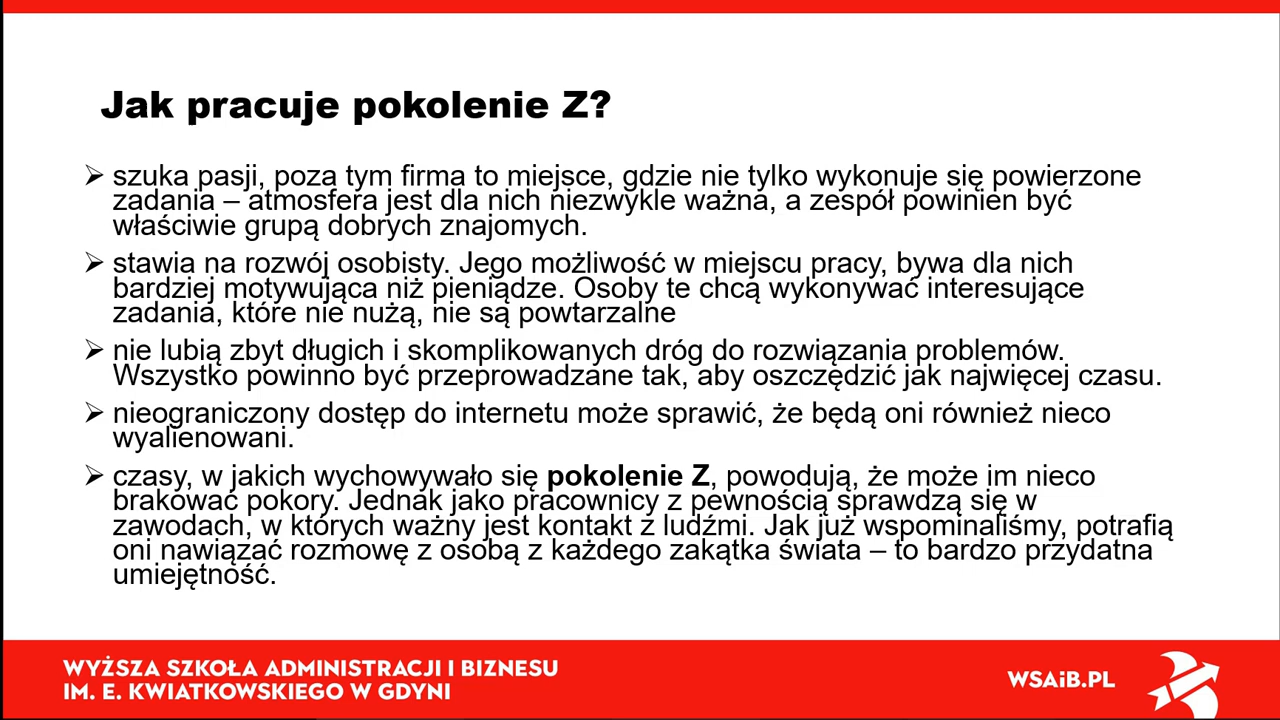 Jak pracuje pokolenie Z?
szuka pasji, poza tym firma to miejsce, gdzie nie tylko wykonuje się powierzone
zadania – atmosfera jest dla nich niezwykle ważna, a zespół powinien być
właściwie grupą dobrych znajomych.
stawia na rozwój osobisty. Jego możliwość w miejscu pracy, bywa dla nich
bardziej motywująca niż pieniądze. Osoby te chcą wykonywać interesujące
zadania, które nie nużą, nie są powtarzalne
nie lubią zbyt długich i skomplikowanych dróg do rozwiązania problemów.
Wszystko powinno być przeprowadzane tak, aby oszczędzić jak najwięcej czasu.
nieograniczony dostęp do internetu może sprawić, że będą oni również nieco
wyalienowani.
czasy, w jakich wychowywało się pokolenie Z, powodują, że może im nieco
brakować pokory. Jednak jako pracownicy z pewnością sprawdzą się w
zawodach, w których ważny jest kontakt z ludźmi. Jak już wspominaliśmy, potrafią
oni nawiązać rozmowę z osobą z każdego zakątka świata – to bardzo przydatna
umiejętność.
WYŻSZA SZKOŁA ADMINISTRACJI I BIZNESU
IM. E. KWIATKOWSKIEGO W GDYNI
WSAiB.PL